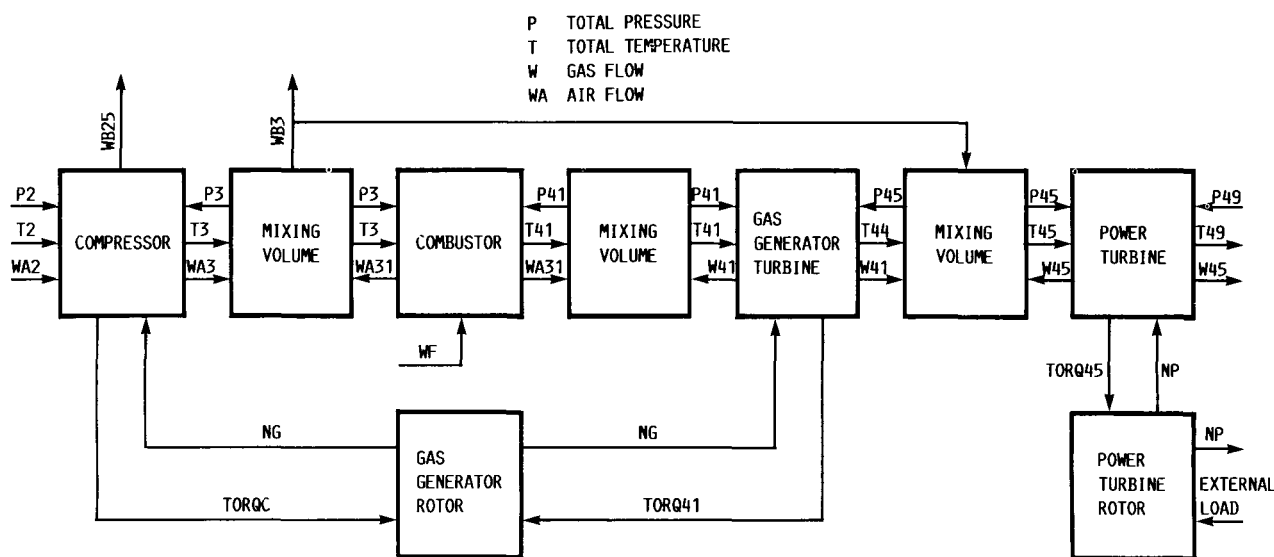 P TOTAL PRESSURE
T TOTAL TEMPERATURE
W GAS FLOW
WA AIR FLOW
WB25
WB3
P2
P3
P3
P41
P41
P45
P45
P49
COMPRESSOR
MIXING
VOLUME
COMBUSTOR
MIXING
VOLUME
GAS
GENERATOR
TURBINE
MIXING
VOLUME
POWER
TURBINE
T2
T3
T3
T41
T41
T44
T45
T49
WA2
WA3
WA31
WA31
W41
W41
W45
W45
WF
TORQ45
NP
NG
NG
GAS
GENERATOR
ROTOR
TORQC
TORQ41
POWER
TURBINE
ROTOR
NP
EXTERNAL
LOAD